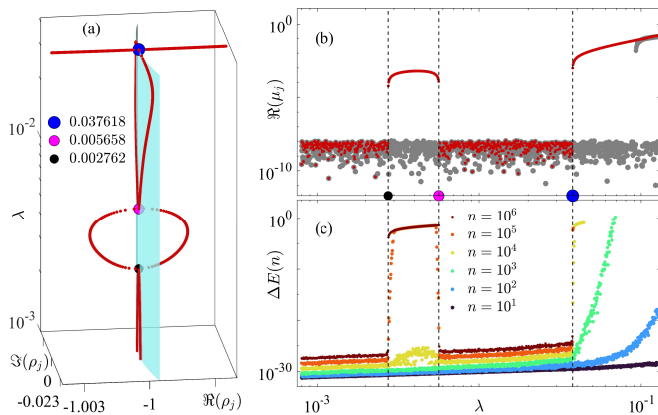 (a)
0.037618
0.005658
0.002762
10^{-2}
λ
10^{-3}
ℑ(ρ_j)
0
-0.023
-1.003
-1
ℜ(ρ_j)
(b)
10^0
ℜ(μ_j)
10^{-10}
(c)
10^0
ΔE(n)
10^{-30}
n = 10^6
n = 10^5
n = 10^4
n = 10^3
n = 10^2
n = 10^1
10^{-3}
λ
10^{-1}